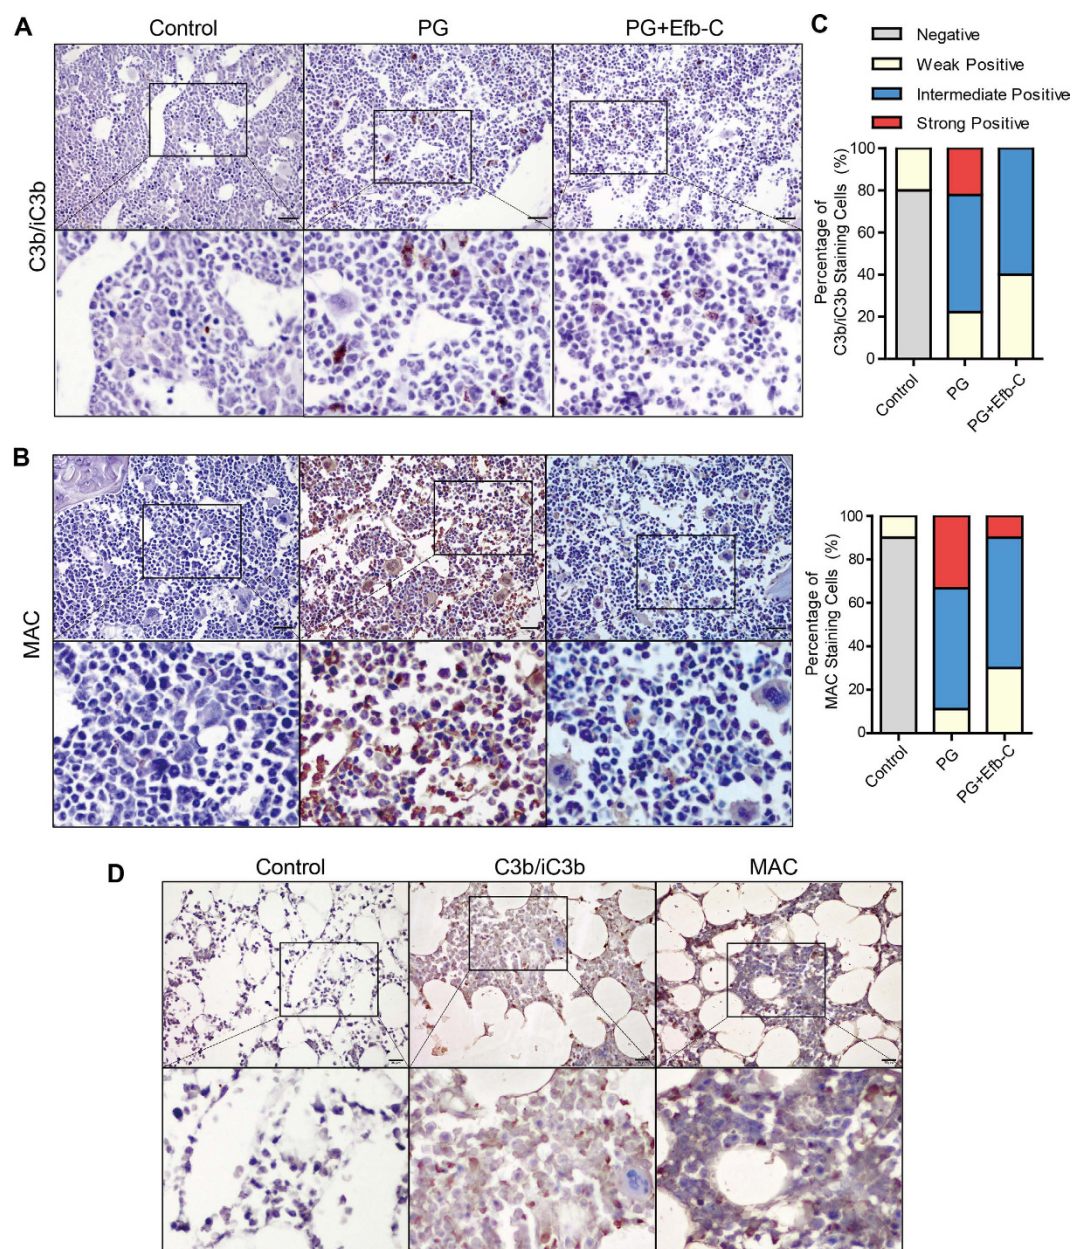 A
Control
PG
PG+Efb-C
C3b/iC3b
C
Negative
Weak Positive
Intermediate Positive
Strong Positive
Percentage of
C3b/iC3b Staining Cells (%)
100
80
60
40
20
0
Control
PG
PG+Efb-C
B
MAC
Percentage of
MAC Staining Cells (%)
100
80
60
40
20
0
Control
PG
PG+Efb-C
D
Control
C3b/iC3b
MAC